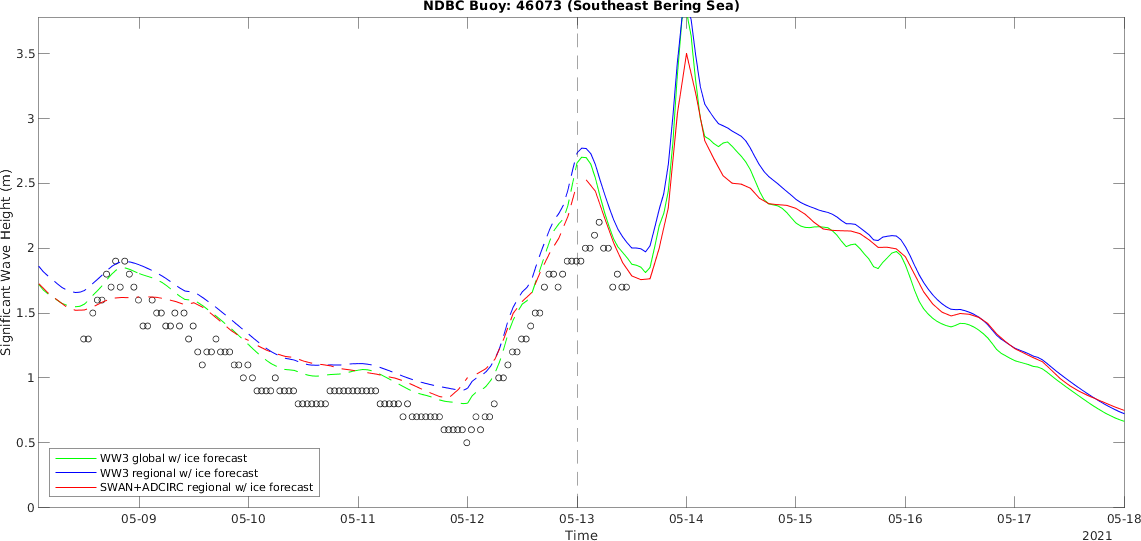 NDBC Buoy: 46073 (Southeast Bering Sea)
3.5
3
2.5
2
1.5
1
0.5
0
Significant Wave Height (m)
WW3 global w/ ice forecast
WW3 regional w/ ice forecast
SWAN+ADCIRC regional w/ ice forecast
05-09 05-10 05-11 05-12 05-13 05-14 05-15 05-16 05-17 05-18
Time
2021